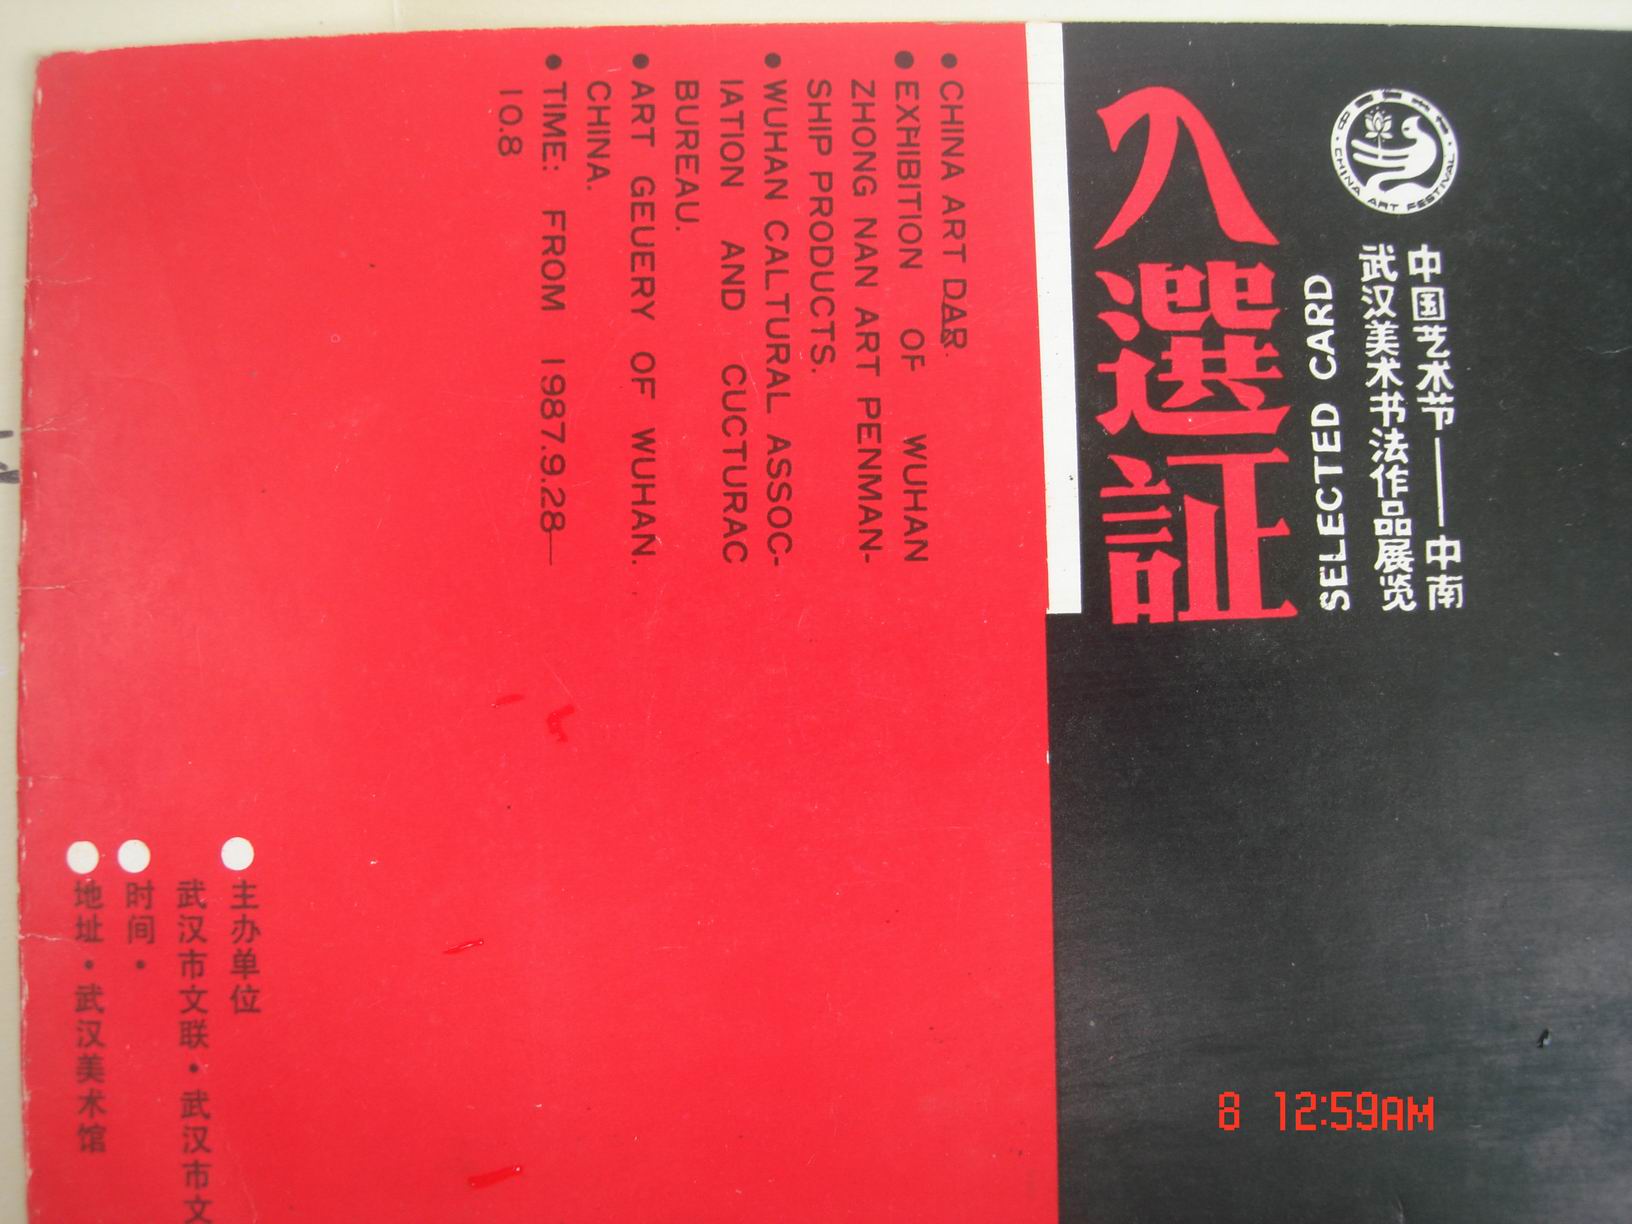 CHINA ART FESTIVAL
中国艺术节——中南
武汉美术书法作品展览
SELECTED CARD
入選証
● CHINA ART DAR.
● EXHIBITION OF WUHAN
ZHONG NAN ART PENMAN-
SHIP PRODUCTS.
● WUHAN CALTURAL ASSOC-
IATION AND CUCTURAC
BUREAU.
● ART GEUERY OF WUHAN.
CHINA.
● TIME: FROM 1987.9.28—
10.8
● 主办单位
武汉市文联·武汉市文
● 时间·
● 地址·武汉美术馆
8 12:59AM